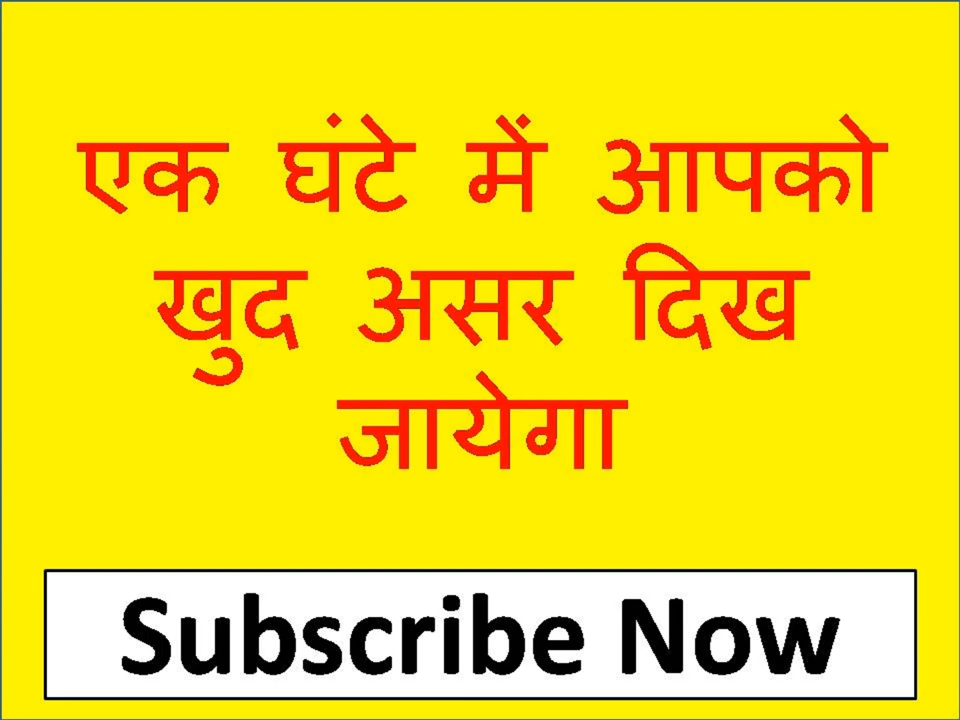 एक घंटे में आपको
खुद असर दिख
जायेगा
Subscribe Now